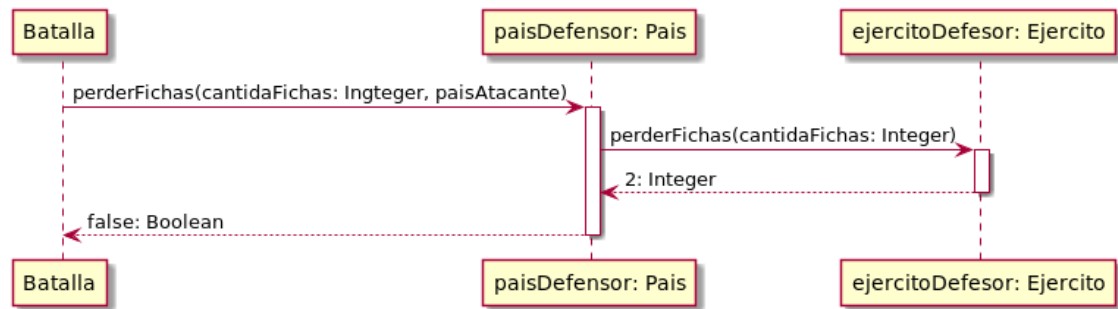 Batalla
paisDefensor: Pais
ejercitoDefesor: Ejercito
perderFichas(cantidaFichas: Ingteger, paisAtacante)
perderFichas(cantidaFichas: Integer)
2: Integer
false: Boolean
Batalla
paisDefensor: Pais
ejercitoDefesor: Ejercito